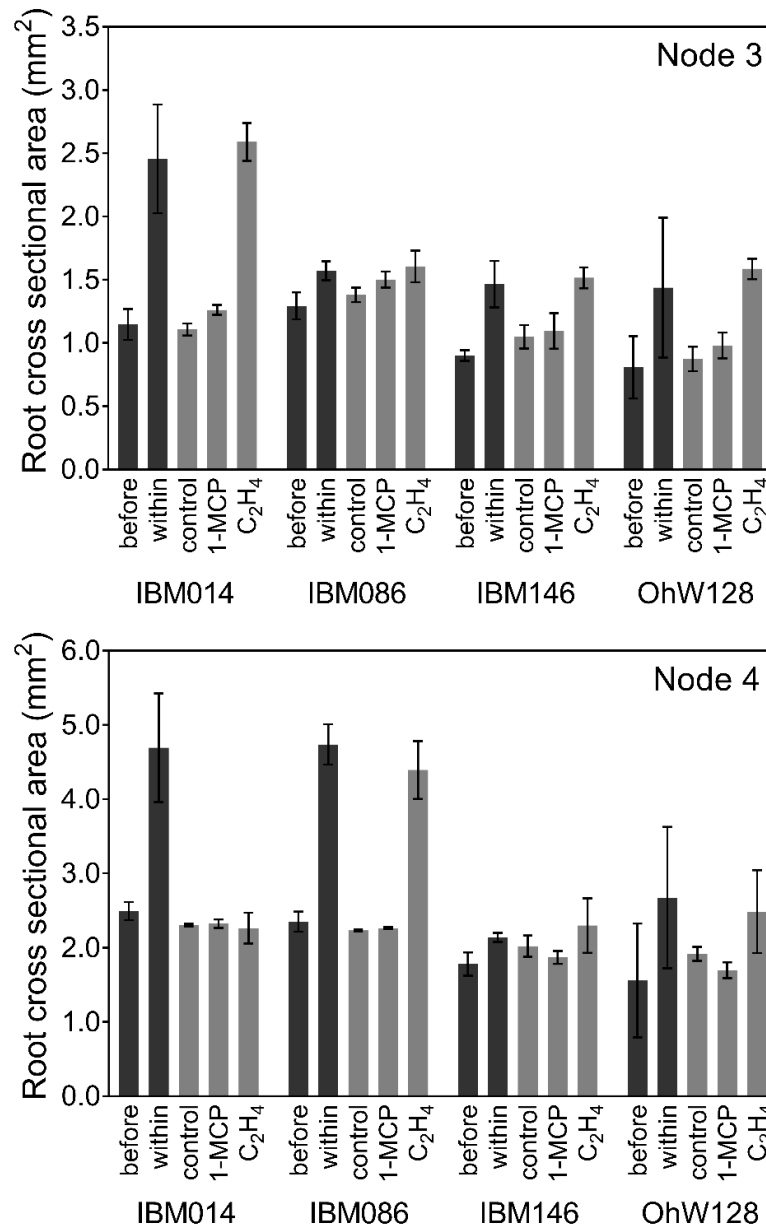 Node 3
Root cross sectional area (mm²)
3.5
3.0
2.5
2.0
1.5
1.0
0.5
0.0
before within control 1-MCP C₂H₄ before within control 1-MCP C₂H₄ before within control 1-MCP C₂H₄ before within control 1-MCP C₂H₄
IBM014 IBM086 IBM146 OhW128
Node 4
Root cross sectional area (mm²)
6.0
5.0
4.0
3.0
2.0
1.0
0.0
before within control 1-MCP C₂H₄ before within control 1-MCP C₂H₄ before within control 1-MCP C₂H₄ before within control 1-MCP C₂H₄
IBM014 IBM086 IBM146 OhW128